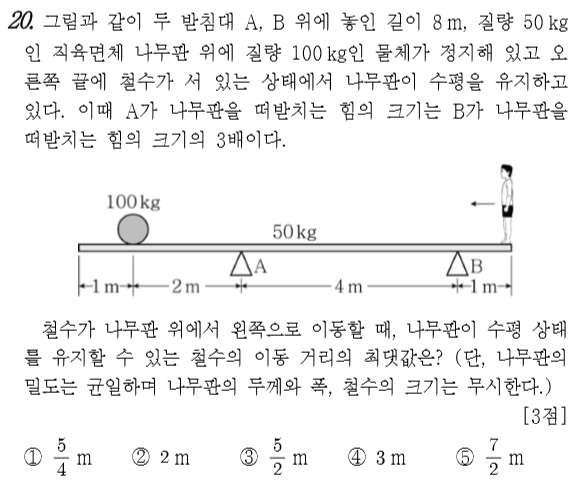 20. 그림과 같이 두 받침대 A, B 위에 놓인 길이 8 m, 질량 50 kg
인 직육면체 나무판 위에 질량 100 kg인 물체가 정지해 있고 오
른쪽 끝에 철수가 서 있는 상태에서 나무판이 수평을 유지하고
있다. 이때 A가 나무판을 떠받치는 힘의 크기는 B가 나무판을
떠받치는 힘의 크기의 3배이다.
100 kg
50 kg
A
B
1 m
2 m
4 m
1 m
철수가 나무판 위에서 왼쪽으로 이동할 때, 나무판이 수평 상태
를 유지할 수 있는 철수의 이동 거리의 최댓값은? (단, 나무판의
밀도는 균일하며 나무판의 두께와 폭, 철수의 크기는 무시한다.)
[3점]
① 5/4 m ② 2 m ③ 5/2 m ④ 3 m ⑤ 7/2 m